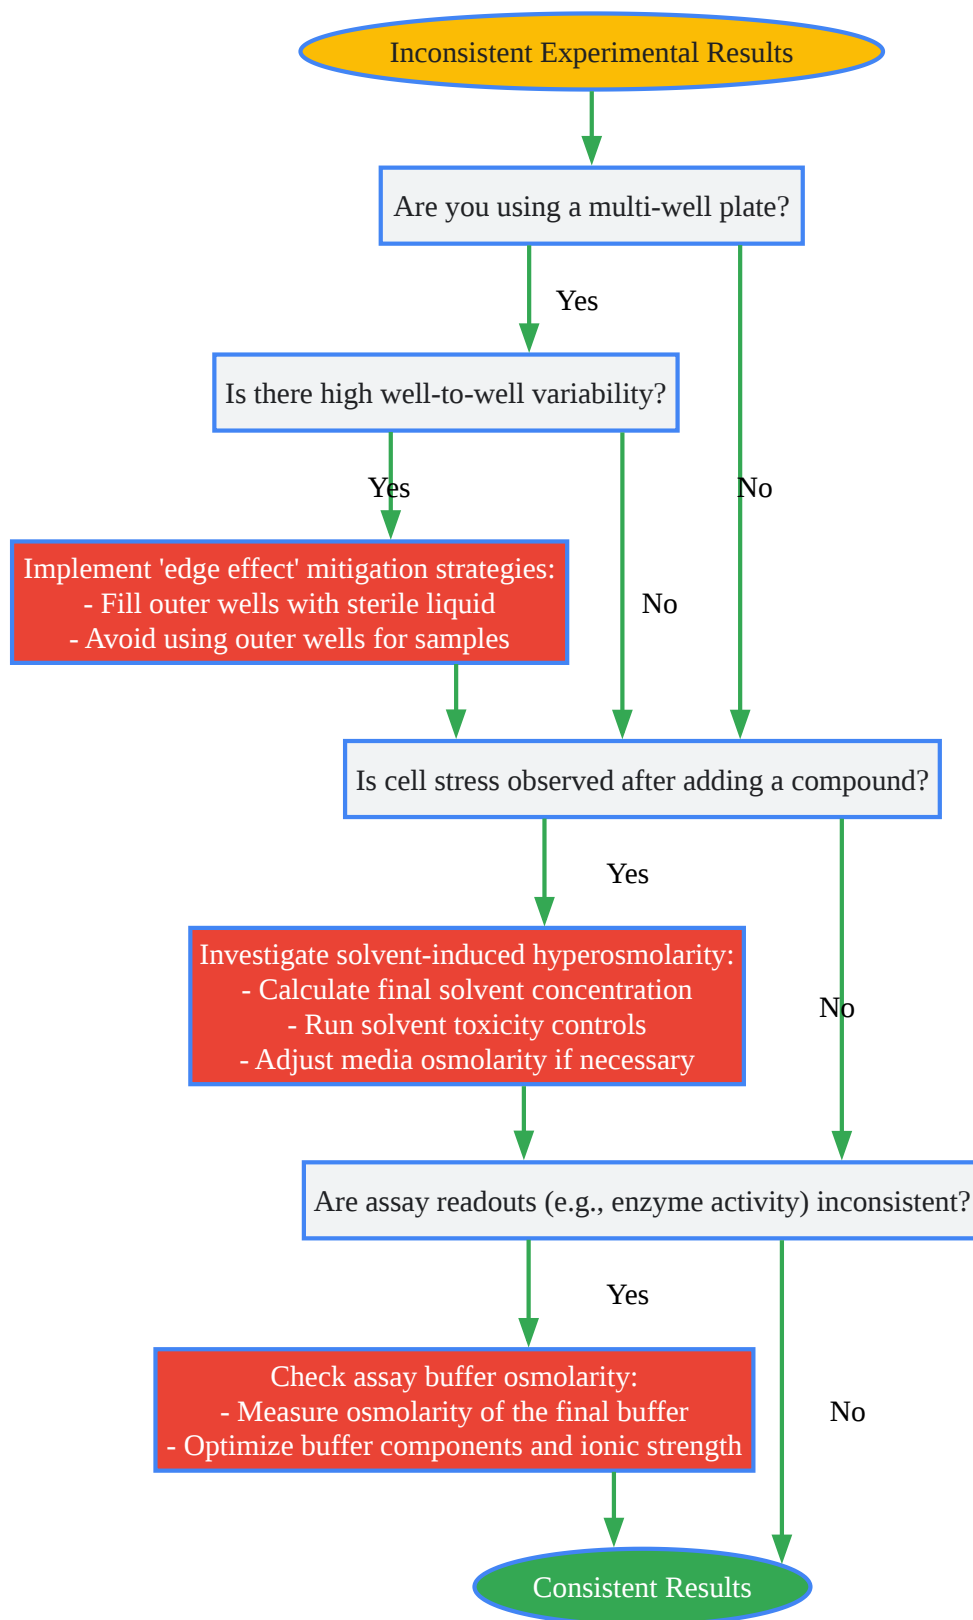 Inconsistent Experimental Results
Are you using a multi-well plate?
Yes
Is there high well-to-well variability?
Yes
No
Implement 'edge effect' mitigation strategies:
- Fill outer wells with sterile liquid
- Avoid using outer wells for samples
No
Is cell stress observed after adding a compound?
Yes
Investigate solvent-induced hyperosmolarity:
- Calculate final solvent concentration
- Run solvent toxicity controls
- Adjust media osmolarity if necessary
No
Are assay readouts (e.g., enzyme activity) inconsistent?
Yes
Check assay buffer osmolarity:
- Measure osmolarity of the final buffer
- Optimize buffer components and ionic strength
No
Consistent Results